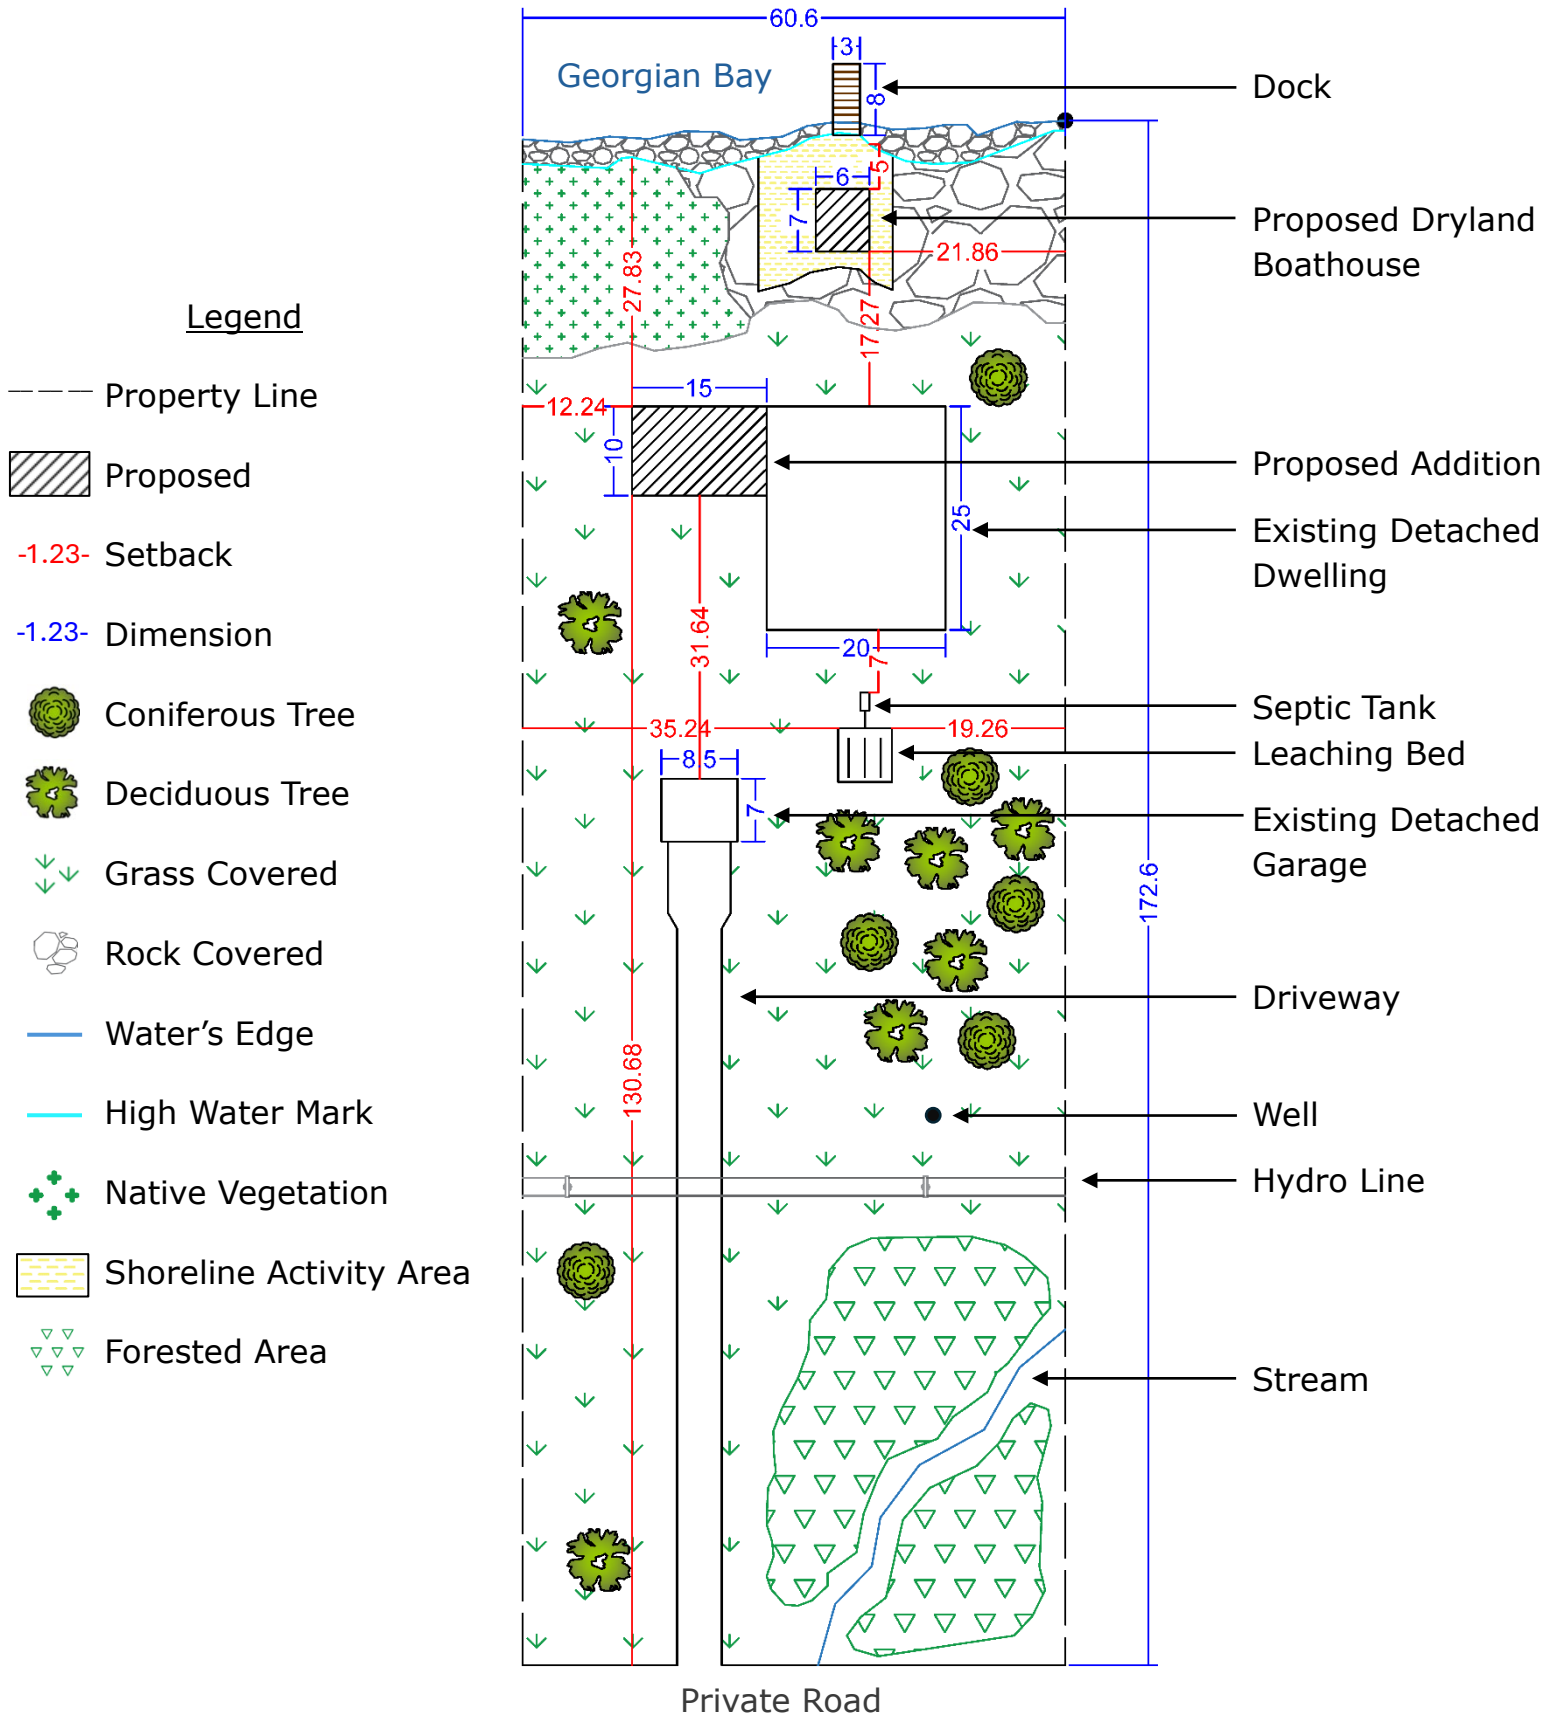 60.6
3
Georgian Bay
8
Dock
5
6
7
Proposed Dryland
Boathouse
21.86
27.83
17.27
Legend
Property Line
15
12.24
10
Proposed
Proposed Addition
25
Existing Detached
Dwelling
-1.23- Setback
31.64
-1.23- Dimension
20
7
Coniferous Tree
Septic Tank
35.24
19.26
Leaching Bed
8.5
7
Deciduous Tree
Existing Detached
Garage
172.6
Grass Covered
Rock Covered
Driveway
Water’s Edge
130.68
High Water Mark
Well
Native Vegetation
Hydro Line
Shoreline Activity Area
Forested Area
Stream
Private Road